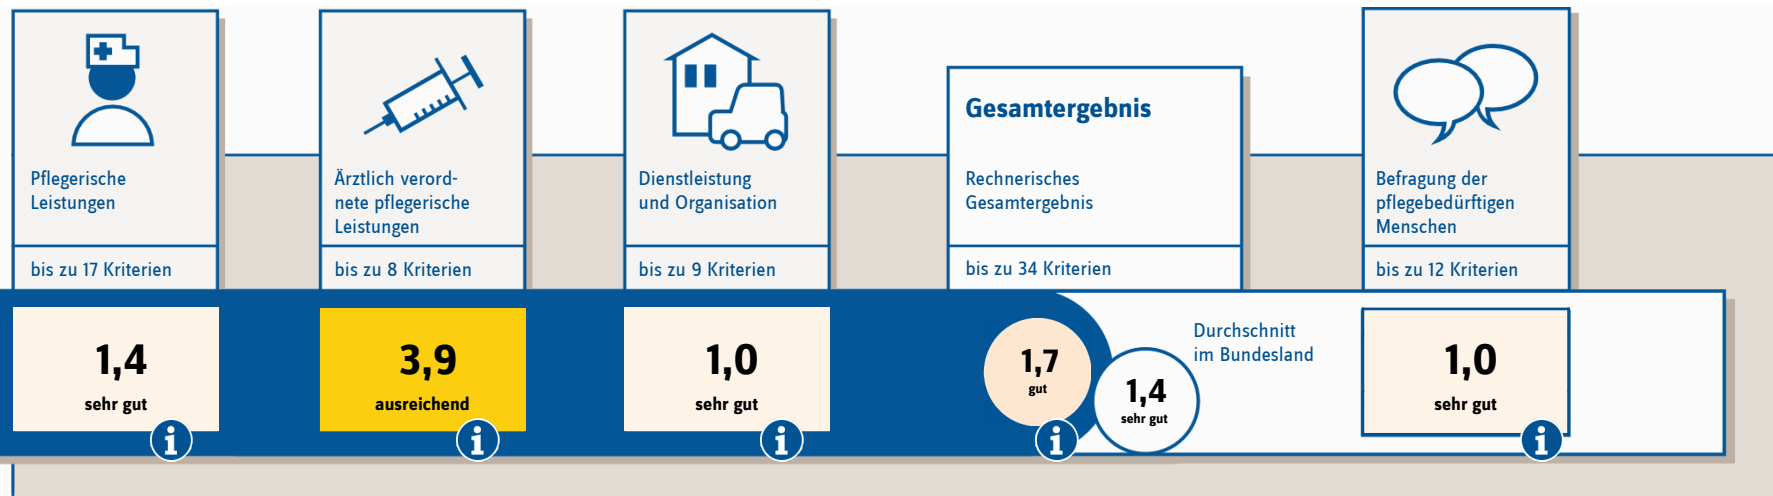 Pflegerische
Leistungen
bis zu 17 Kriterien
1,4
sehr gut
i
Ärztlich verord-
nete pflegerische
Leistungen
bis zu 8 Kriterien
3,9
ausreichend
i
Dienstleistung
und Organisation
bis zu 9 Kriterien
1,0
sehr gut
i
Gesamtergebnis
Rechnerisches
Gesamtergebnis
bis zu 34 Kriterien
1,7
gut
i
Durchschnitt
im Bundesland
1,4
sehr gut
Befragung der
pflegebedürftigen
Menschen
bis zu 12 Kriterien
1,0
sehr gut
i